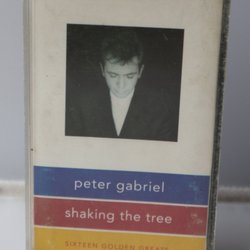 peter gabriel
shaking the tree
SIXTEEN GOLDEN GREATS